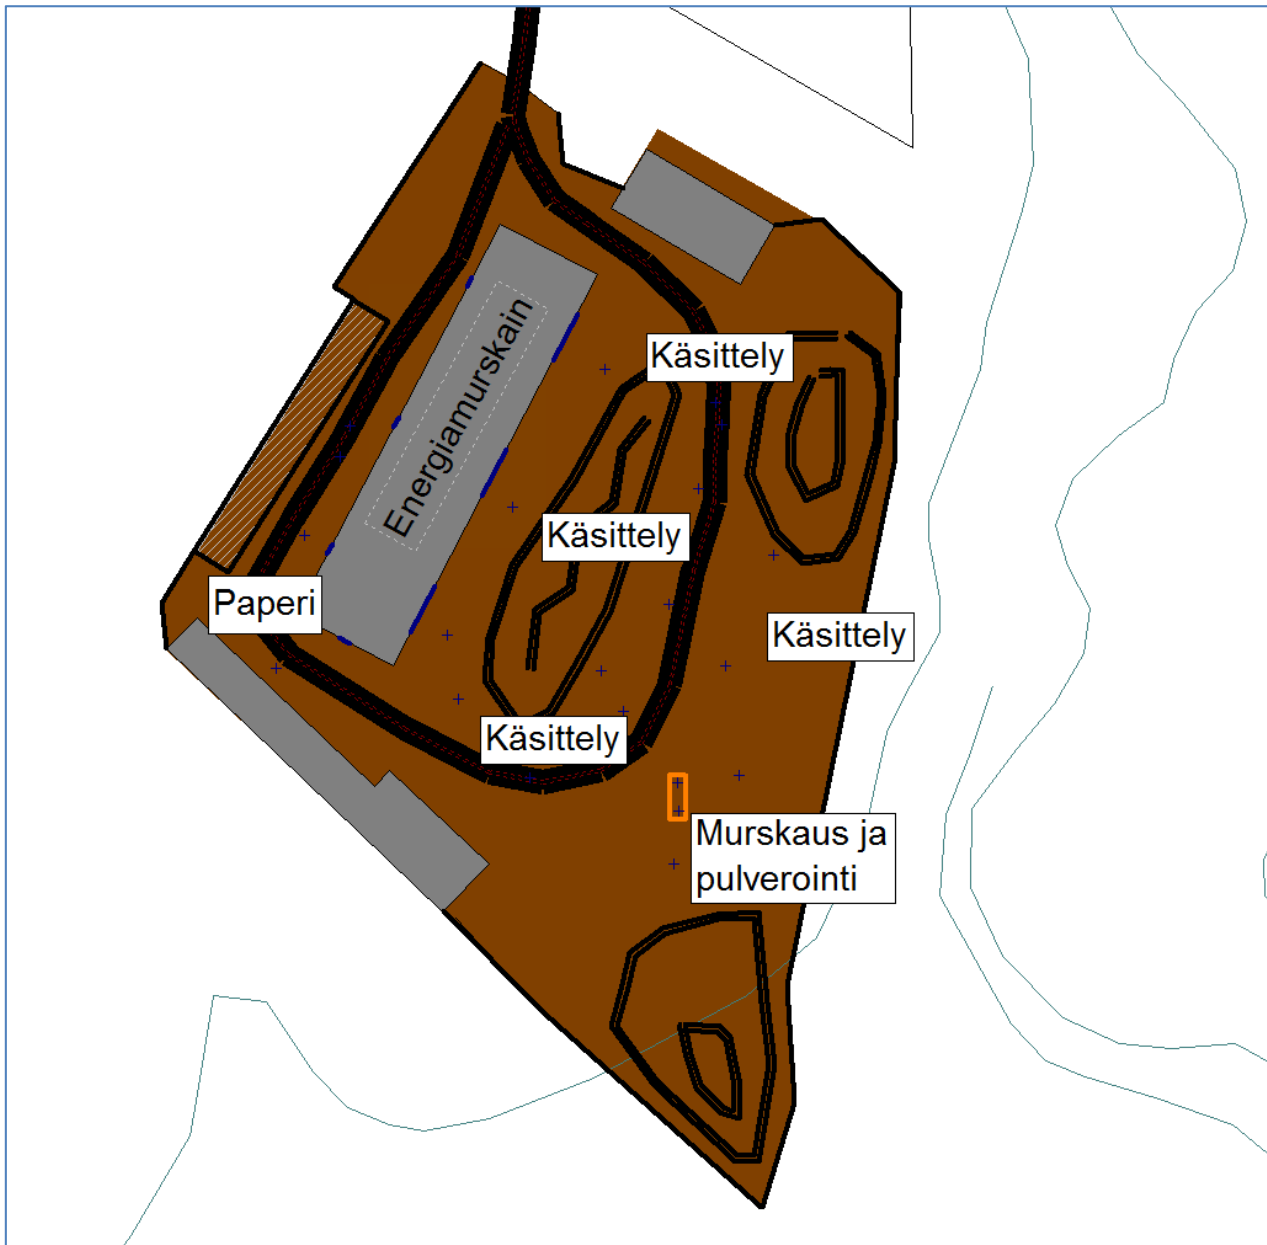 Käsittely
Energiamurskain
Käsittely
Paperi
Käsittely
Käsittely
Murskaus ja
pulverointi